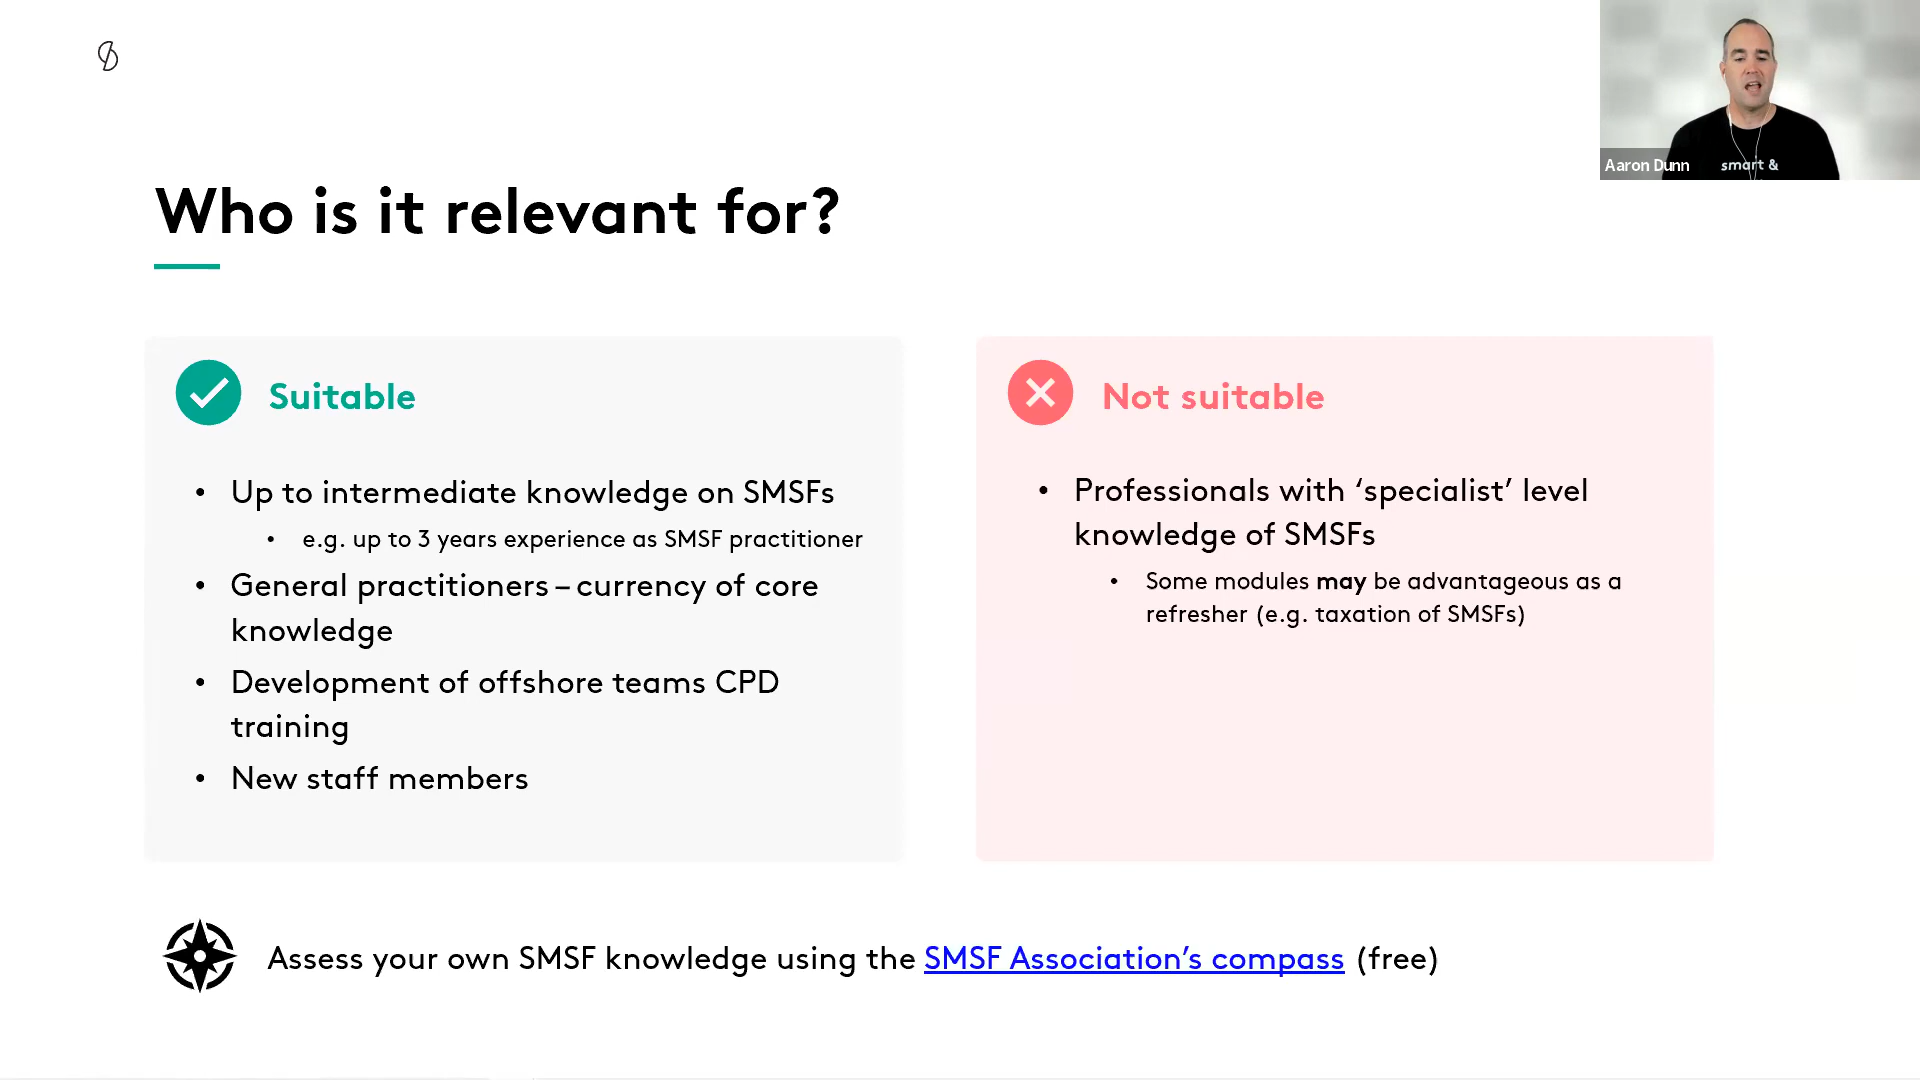 Aaron Dunn
smart &
Who is it relevant for?
Suitable
• Up to intermediate knowledge on SMSFs
• e.g. up to 3 years experience as SMSF practitioner
• General practitioners – currency of core
knowledge
• Development of offshore teams CPD
training
• New staff members
Not suitable
• Professionals with ‘specialist’ level
knowledge of SMSFs
• Some modules may be advantageous as a
refresher (e.g. taxation of SMSFs)
Assess your own SMSF knowledge using the SMSF Association’s compass (free)